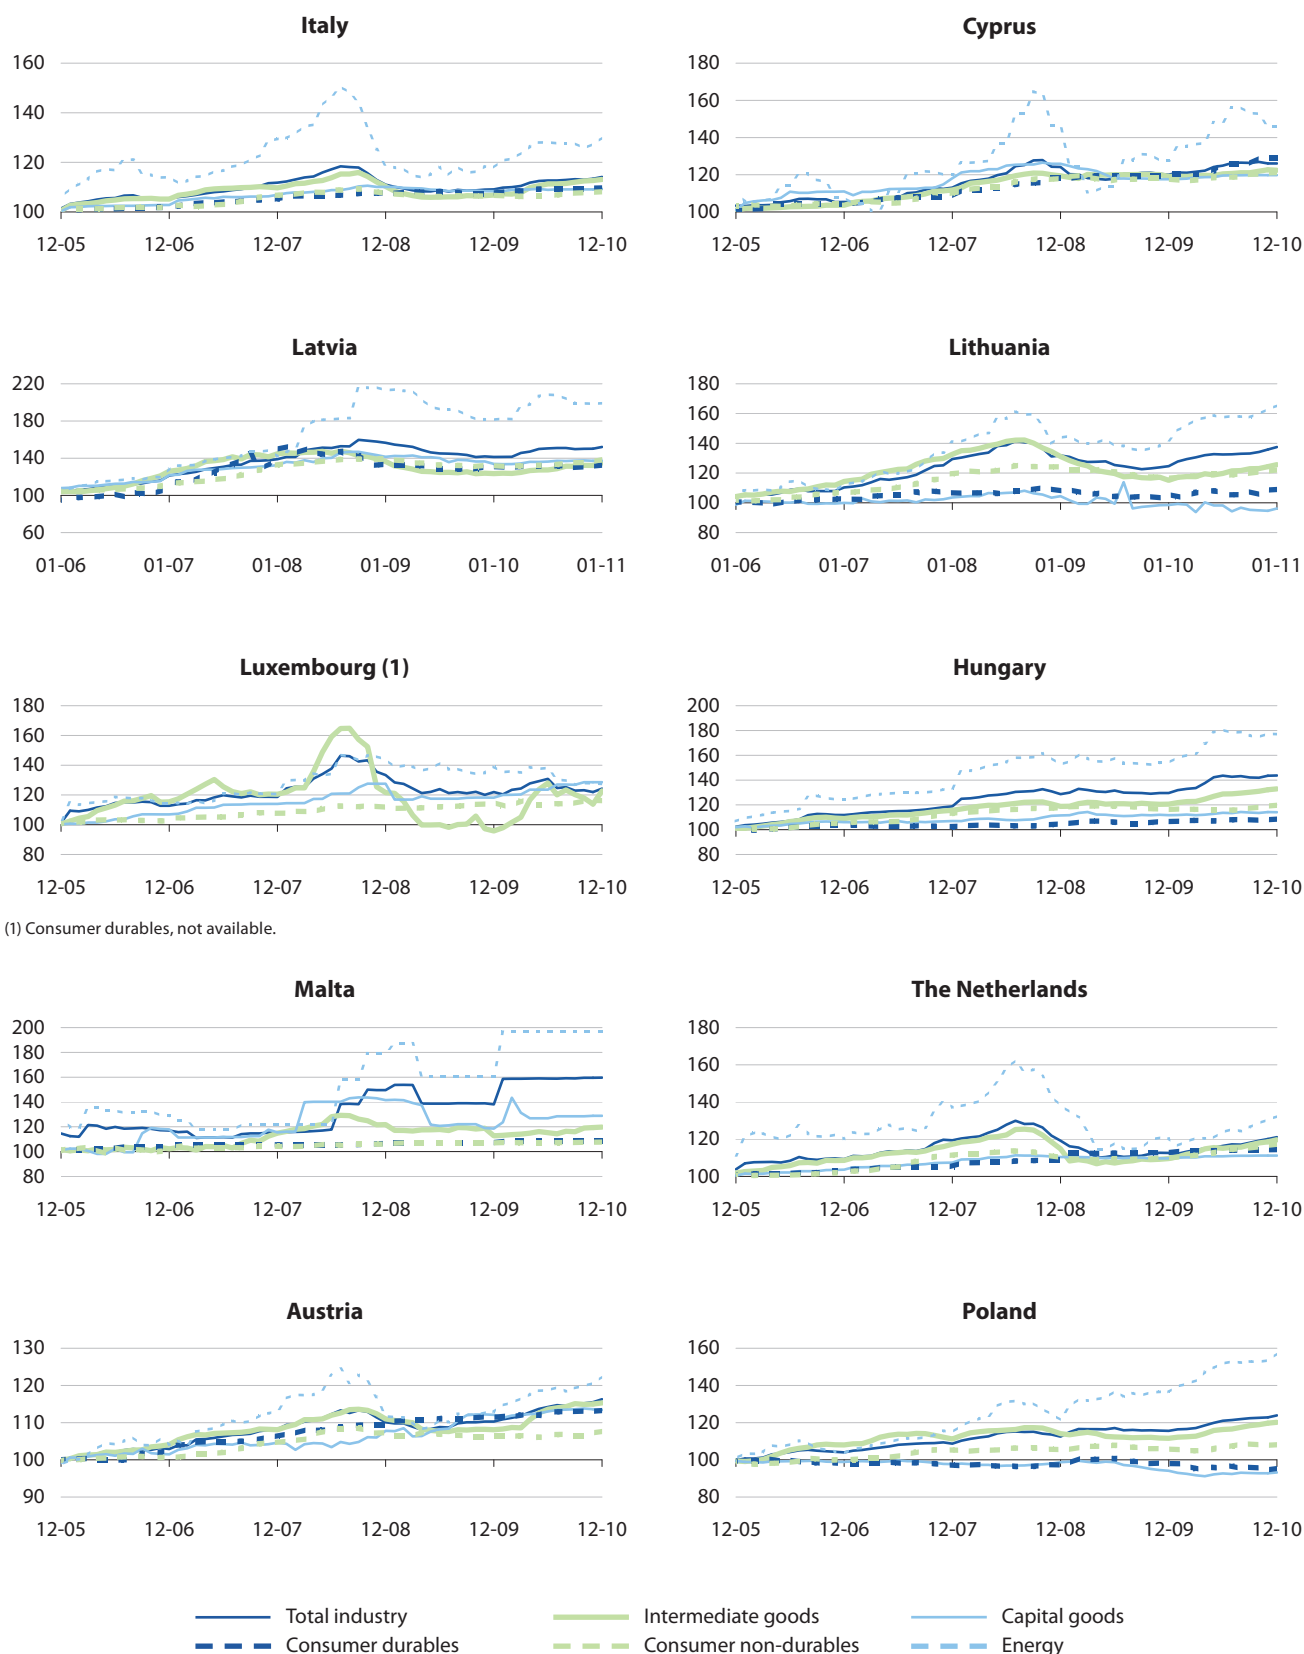 Italy
160
140
120
100
12-05 12-06 12-07 12-08 12-09 12-10
Cyprus
180
160
140
120
100
12-05 12-06 12-07 12-08 12-09 12-10
Latvia
220
180
140
100
60
01-06 01-07 01-08 01-09 01-10 01-11
Lithuania
180
160
140
120
100
80
01-06 01-07 01-08 01-09 01-10 01-11
Luxembourg (1)
180
160
140
120
100
80
12-05 12-06 12-07 12-08 12-09 12-10
Hungary
200
180
160
140
120
100
80
12-05 12-06 12-07 12-08 12-09 12-10
(1) Consumer durables, not available.
Malta
200
180
160
140
120
100
80
12-05 12-06 12-07 12-08 12-09 12-10
The Netherlands
180
160
140
120
100
12-05 12-06 12-07 12-08 12-09 12-10
Austria
130
120
110
100
90
12-05 12-06 12-07 12-08 12-09 12-10
Poland
160
140
120
100
80
12-05 12-06 12-07 12-08 12-09 12-10
Total industry Intermediate goods Capital goods
Consumer durables Consumer non-durables Energy